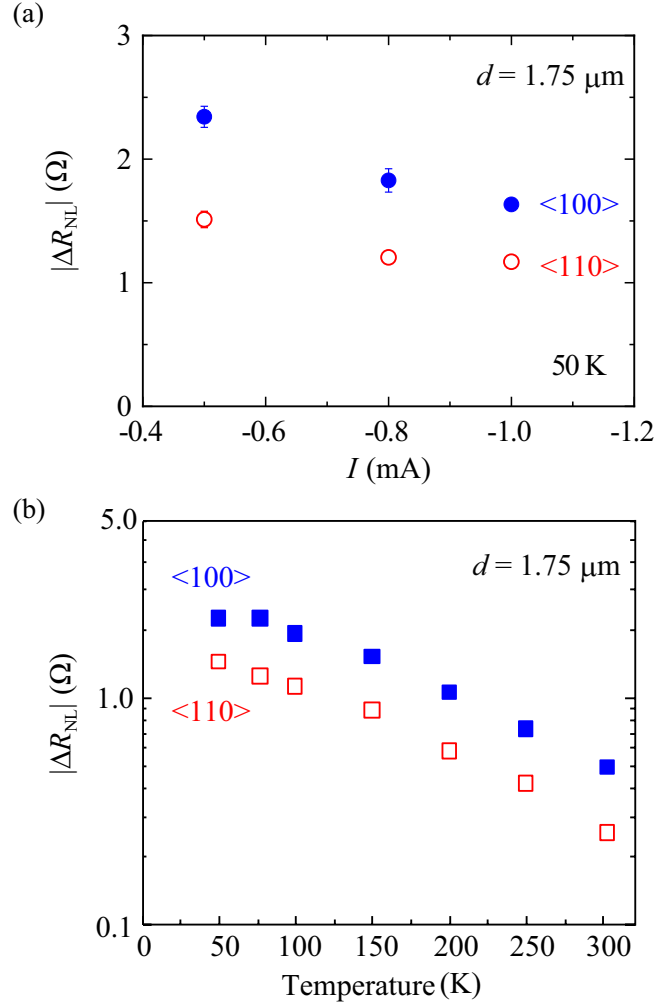 (a)
3
d = 1.75 μm
2
|ΔR_NL| (Ω)
<100>
<110>
1
50 K
0
-0.4 -0.6 -0.8 -1.0 -1.2
I (mA)
(b)
5.0
<100>
d = 1.75 μm
|ΔR_NL| (Ω)
1.0
<110>
0.1
0 50 100 150 200 250 300
Temperature (K)